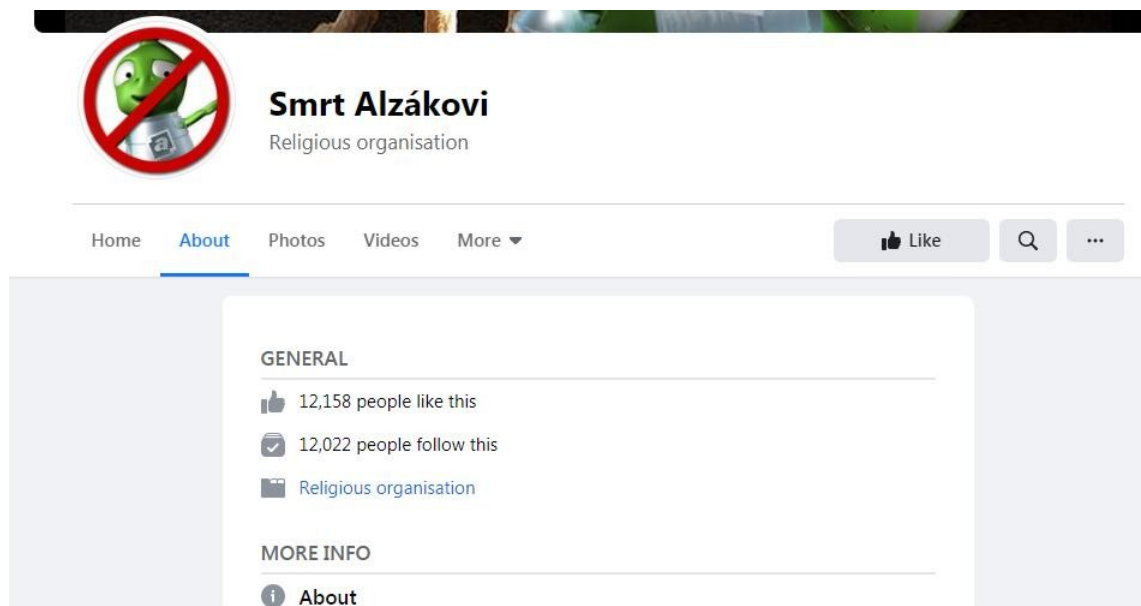 a.
Smrt Alzákovi
Religious organisation
Home About Photos Videos More
Like
GENERAL
12,158 people like this
12,022 people follow this
Religious organisation
MORE INFO
About